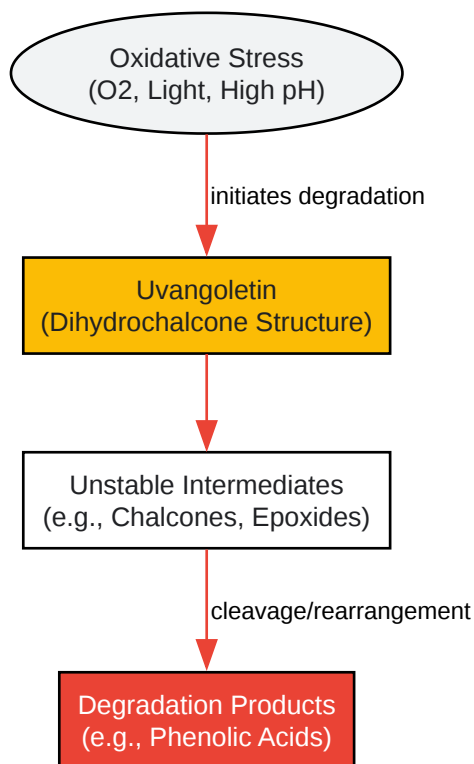 Oxidative Stress
(O2, Light, High pH)
initiates degradation
Uvangoletin
(Dihydrochalcone Structure)
Unstable Intermediates
(e.g., Chalcones, Epoxides)
cleavage/rearrangement
Degradation Products
(e.g., Phenolic Acids)